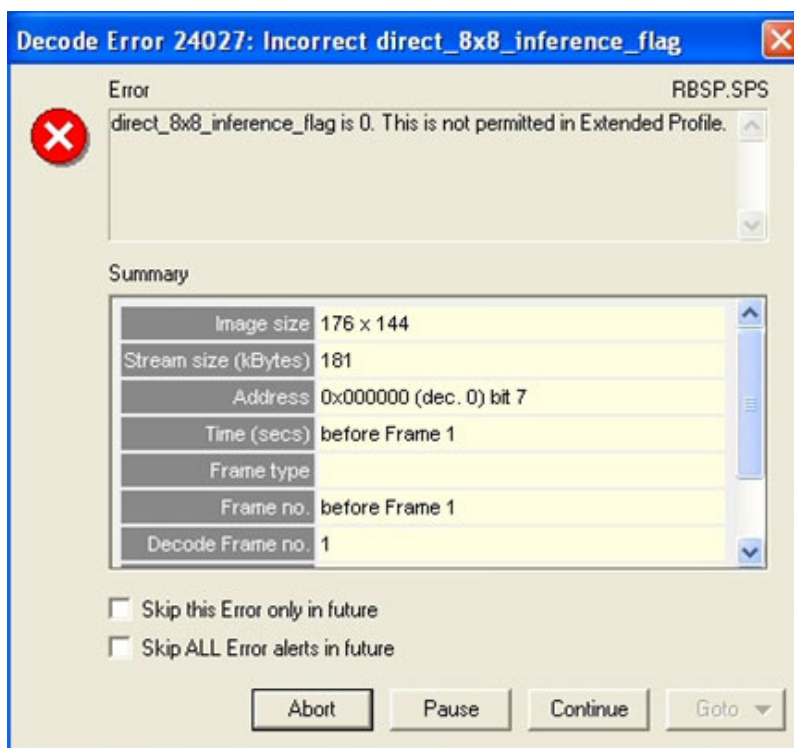 Decode Error 24027: Incorrect direct_8x8_inference_flag
Error RBSP.SPS
direct_8x8_inference_flag is 0. This is not permitted in Extended Profile.
Summary
Image size 176 x 144
Stream size (kBytes) 181
Address 0x000000 (dec. 0) bit 7
Time (secs) before Frame 1
Frame type
Frame no. before Frame 1
Decode Frame no. 1
Skip this Error only in future
Skip ALL Error alerts in future
Abort Pause Continue Goto